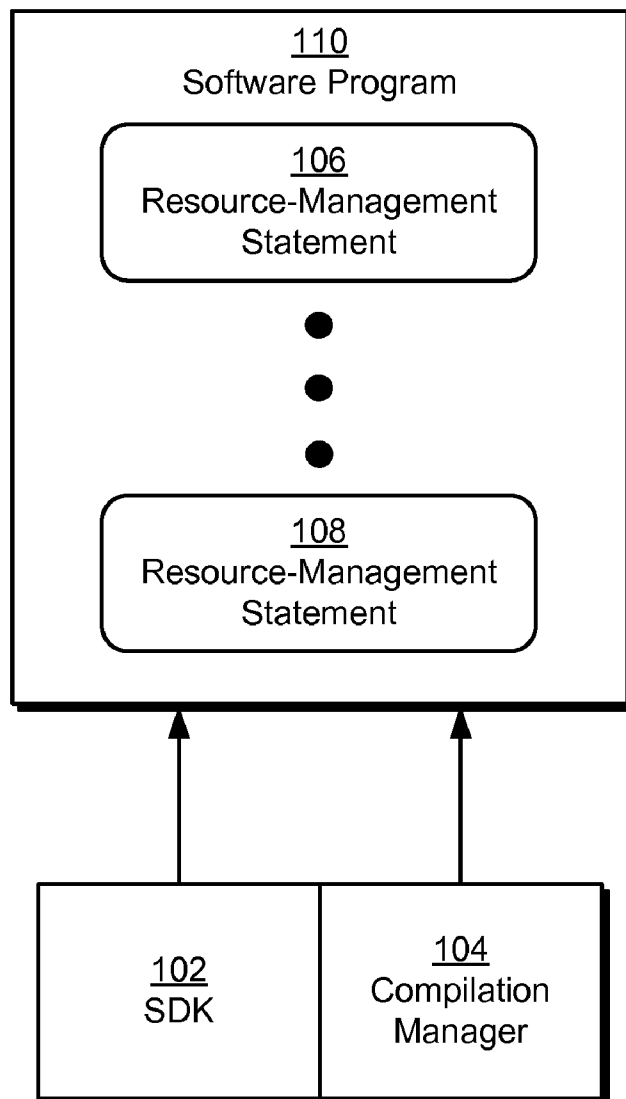 110
Software Program
106
Resource-Management
Statement
108
Resource-Management
Statement
102
SDK
104
Compilation
Manager